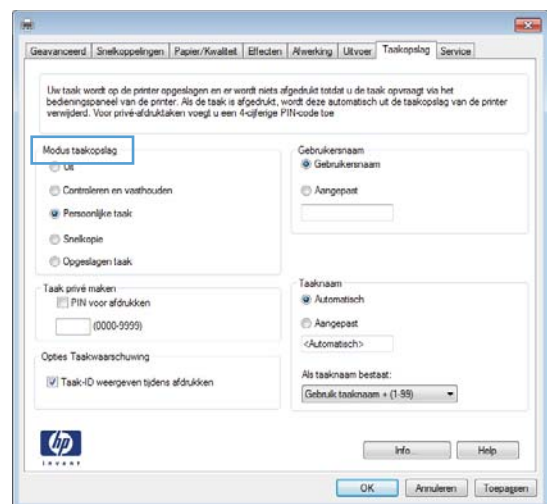 Geavanceerd Snelkoppelingen Papier/Kwaliteit Effecten Afwerking Uitvoer Taakopslag Service
Uw taak wordt op de printer opgeslagen en er wordt niets afgedrukt totdat u de taak opvraagt via het
bedieningspaneel van de printer. Als de taak is afgedrukt, wordt deze automatisch uit de taakopslag van de printer
verwijderd. Voor privé-afdruktaken voegt u een 4-cijferige PIN-code toe
Modus taakopslag
Uit
Controleren en vasthouden
Persoonlijke taak
Snelkopie
Opgeslagen taak
Taak privé maken
PIN voor afdrukken
(0000-9999)
Opties Taakwaarschuwing
Taak-ID weergeven tijdens afdrukken
Gebruikersnaam
Gebruikersnaam
Aangepast
Taaknaam
Automatisch
Aangepast
<Automatisch>
Als taaknaam bestaat:
Gebruik taaknaam + (1-99)
hp
invent
Info...
Help
OK
Annuleren
Toepassen